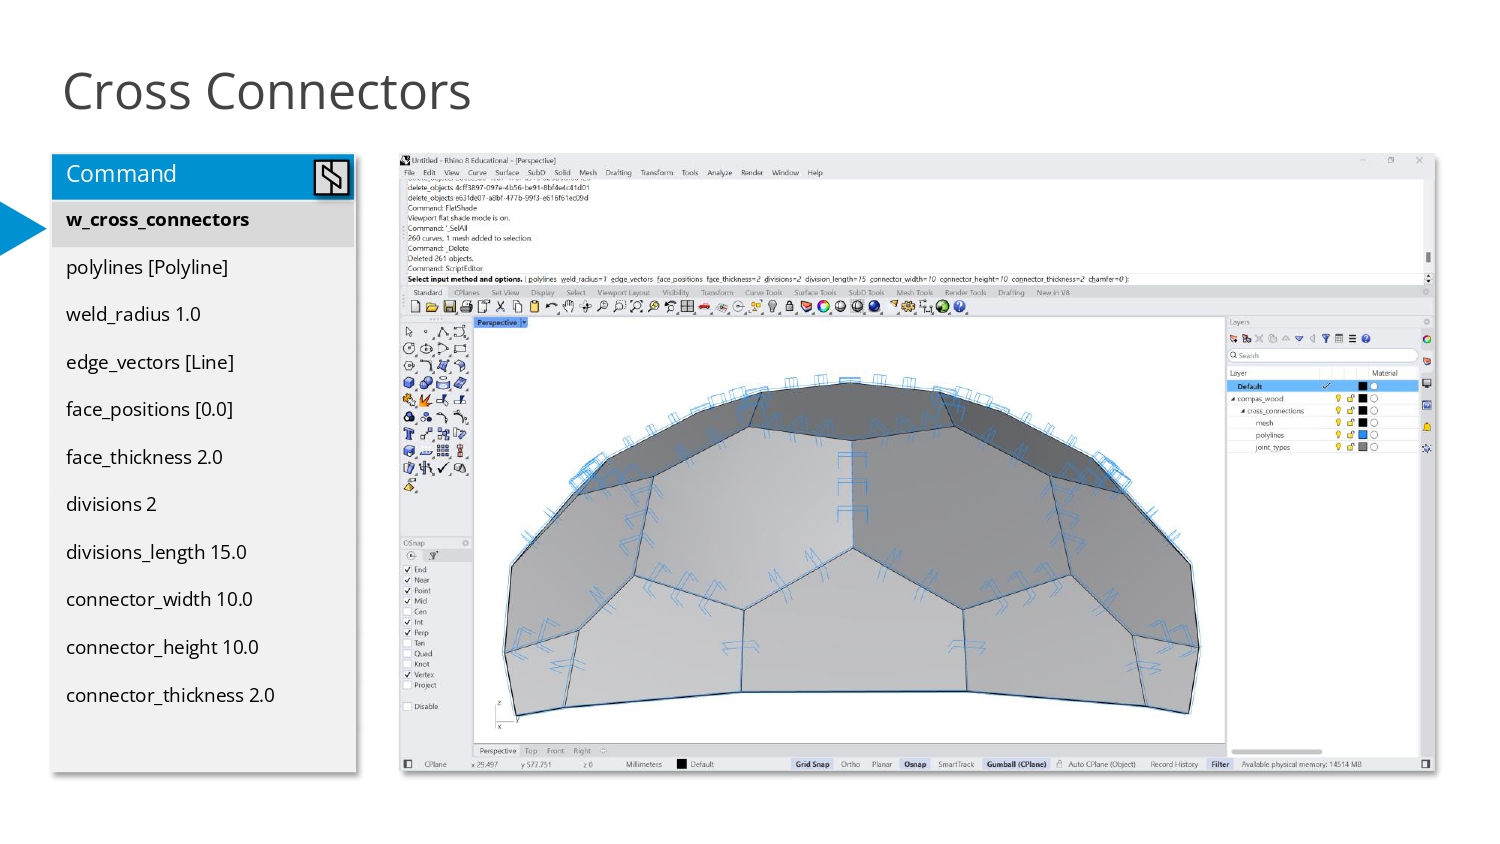 Cross Connectors
Command
w_cross_connectors
polylines [Polyline]
weld_radius 1.0
edge_vectors [Line]
face_positions [0.0]
face_thickness 2.0
divisions 2
divisions_length 15.0
connector_width 10.0
connector_height 10.0
connector_thickness 2.0
Untitled - Rhino 8 Educational - [Perspective]
File Edit View Curve Surface SubD Solid Mesh Drafting Transform Tools Analyze Render Window Help
delete_objects 4cff3897-097e-4b56-be91-8bf4e4c41d01
delete_objects e631de07-a8bf-477b-99f3-e616f61ed99d
Command: FlatShade
Viewport flat shade mode is on.
Command: '_SelAll
260 curves, 1 mesh added to selection.
Command: _Delete
Deleted 261 objects.
Command: ScriptEditor
Select input method and options. ( polylines weld_radius=1 edge_vectors face_positions face_thickness=2 divisions=2 division_length=15 connector_width=10 connector_height=10 connector_thickness=2 chamfer=0 ):
Standard CPlanes Set View Display Select Viewport Layout Visibility Transform Curve Tools Surface Tools Solid Tools SubD Tools Mesh Tools Render Tools Drafting New in V8
Perspective
Layers
Search
Layer Material
Default
compas_wood
cross_connections
mesh
polylines
joint_types
OSnap
End
Near
Point
Mid
Cen
Int
Perp
Tan
Quad
Knot
Vertex
Project
Disable
z
y
x
Perspective Top Front Right
CPlane x 29.497 y 577.751 z 0 Millimeters Default Grid Snap Ortho Planar Osnap SmartTrack Gumball (CPlane) Auto CPlane (Object) Record History Filter Available physical memory: 14514 MB